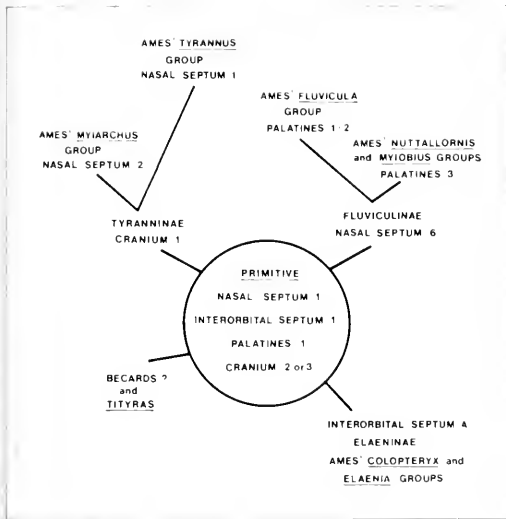 AMES' TYRANNUS
GROUP
NASAL SEPTUM 1
AMES' FLUVICULA
GROUP
PALATINES 1-2
AMES' MYIARCHUS
GROUP
NASAL SEPTUM 2
AMES' NUTTALLORNIS
and MYIOBIUS GROUPS
PALATINES 3
TYRANNINAE
CRANIUM 1
FLUVICULINAE
NASAL SEPTUM 6
PRIMITIVE
NASAL SEPTUM 1
INTERORBITAL SEPTUM 1
PALATINES 1
CRANIUM 2 or 3
BECARDS ?
and
TITYRAS
INTERORBITAL SEPTUM 4
ELAENINAE
AMES' COLOPTERYX and
ELAENIA GROUPS